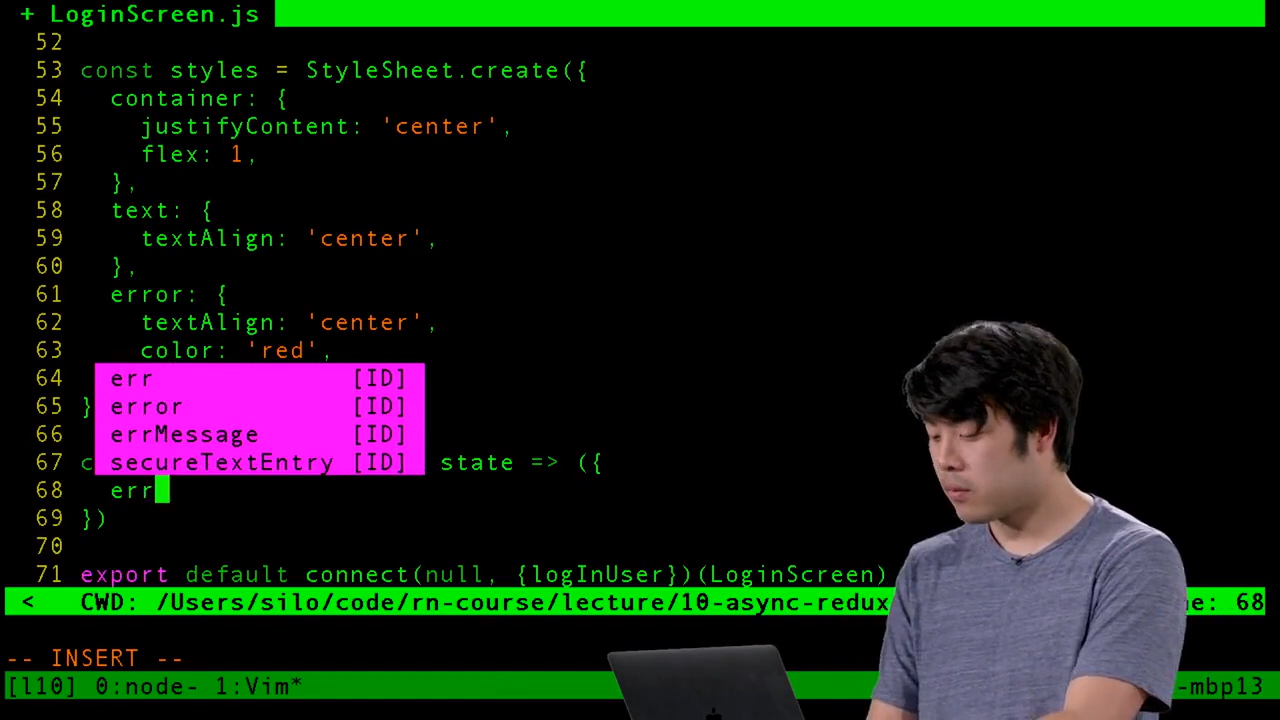 + LoginScreen.js
52
53 const styles = StyleSheet.create({
54   container: {
55     justifyContent: 'center',
56     flex: 1,
57   },
58   text: {
59     textAlign: 'center',
60   },
61   error: {
62     textAlign: 'center',
63     color: 'red',
64   err [ID]
65 } error [ID]
66   errMessage [ID]
67 c secureTextEntry [ID] state => ({
68   err
69 })
70
71 export default connect(null, {logInUser})(LoginScreen)
< CWD: /Users/silo/code/rn-course/lecture/10-async-redux e: 68
-- INSERT --
[l10] 0:node- 1:Vim* -mbp13